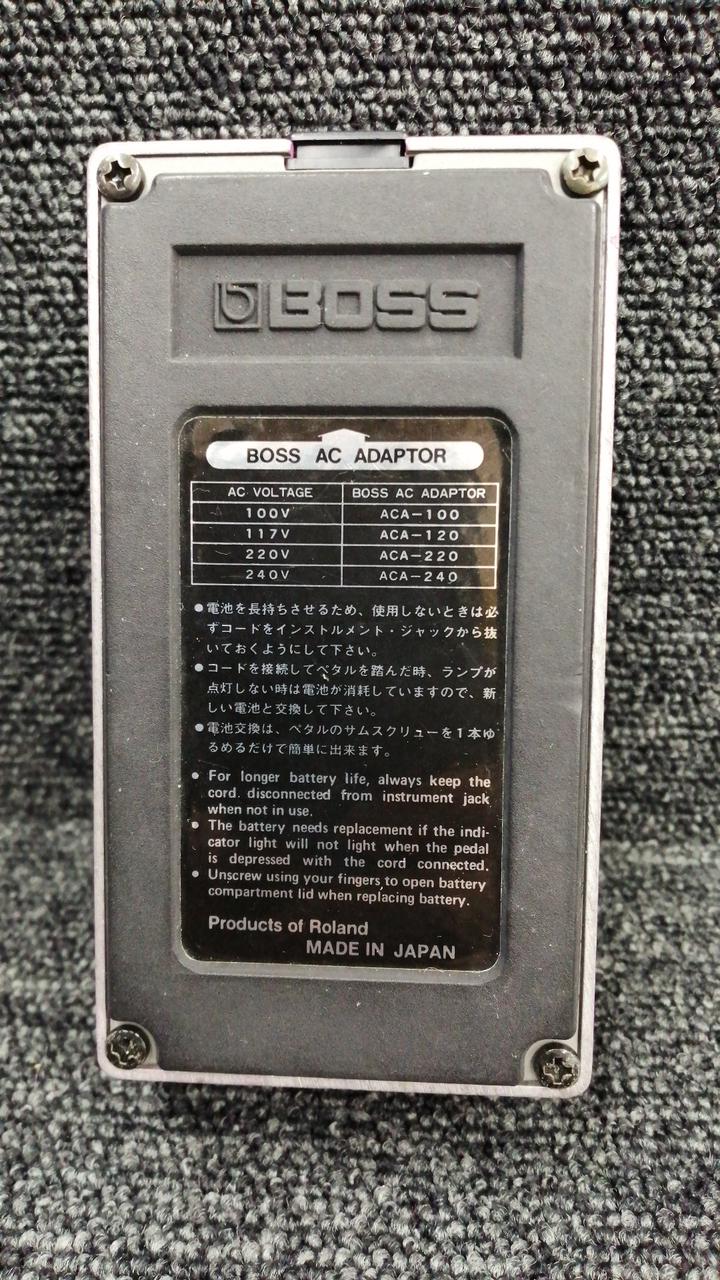 BOSS
BOSS AC ADAPTOR
AC VOLTAGE BOSS AC ADAPTOR
100V ACA-100
117V ACA-120
220V ACA-220
240V ACA-240
●電池を長持ちさせるため、使用しないときは必
ずコードをインストルメント・ジャックから抜
いておくようにして下さい。
●コードを接続してペタルを踏んだ時、ランプが
点灯しない時は電池が消耗していますので、新
しい電池と交換して下さい。
●電池交換は、ペタルのサムスクリューを1本ゆ
るめるだけで簡単に出来ます。
● For longer battery life, always keep the
cord disconnected from instrument jack
when not in use.
● The battery needs replacement if the indi-
cator light will not light when the pedal
is depressed with the cord connected.
● Unscrew using your fingers to open battery
compartment lid when replacing battery.
Products of Roland
MADE IN JAPAN